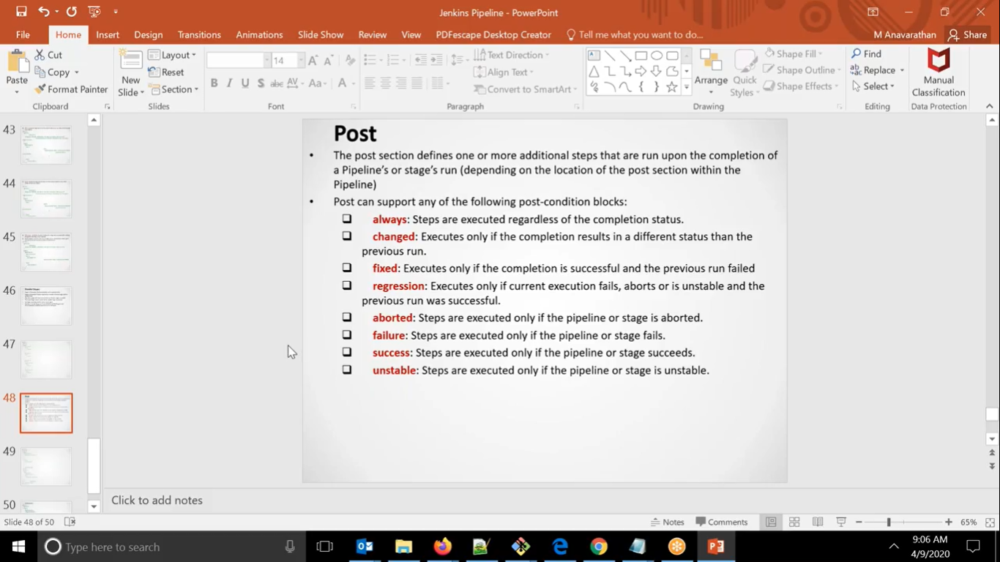 Jenkins Pipeline - PowerPoint
File Home Insert Design Transitions Animations Slide Show Review View PDFescape Desktop Creator Tell me what you want to do... M Anavarathan Share
Paste
Cut
Copy
Format Painter
Clipboard
New
Slide
Layout
Reset
Section
Slides
14
B I U S abc AV Aa A
Font
Text Direction
Align Text
Convert to SmartArt
Paragraph
Arrange
Quick
Styles
Shape Fill
Shape Outline
Shape Effects
Drawing
Find
Replace
Select
Editing
Manual
Classification
Data Protection
43
44
45
46
47
48
49
50
Post
• The post section defines one or more additional steps that are run upon the completion of
a Pipeline's or stage's run (depending on the location of the post section within the
Pipeline)
• Post can support any of the following post-condition blocks:
❑ always: Steps are executed regardless of the completion status.
❑ changed: Executes only if the completion results in a different status than the
previous run.
❑ fixed: Executes only if the completion is successful and the previous run failed
❑ regression: Executes only if current execution fails, aborts or is unstable and the
previous run was successful.
❑ aborted: Steps are executed only if the pipeline or stage is aborted.
❑ failure: Steps are executed only if the pipeline or stage fails.
❑ success: Steps are executed only if the pipeline or stage succeeds.
❑ unstable: Steps are executed only if the pipeline or stage is unstable.
Click to add notes
Slide 48 of 50
Notes Comments 65%
Type here to search
9:06 AM
4/9/2020